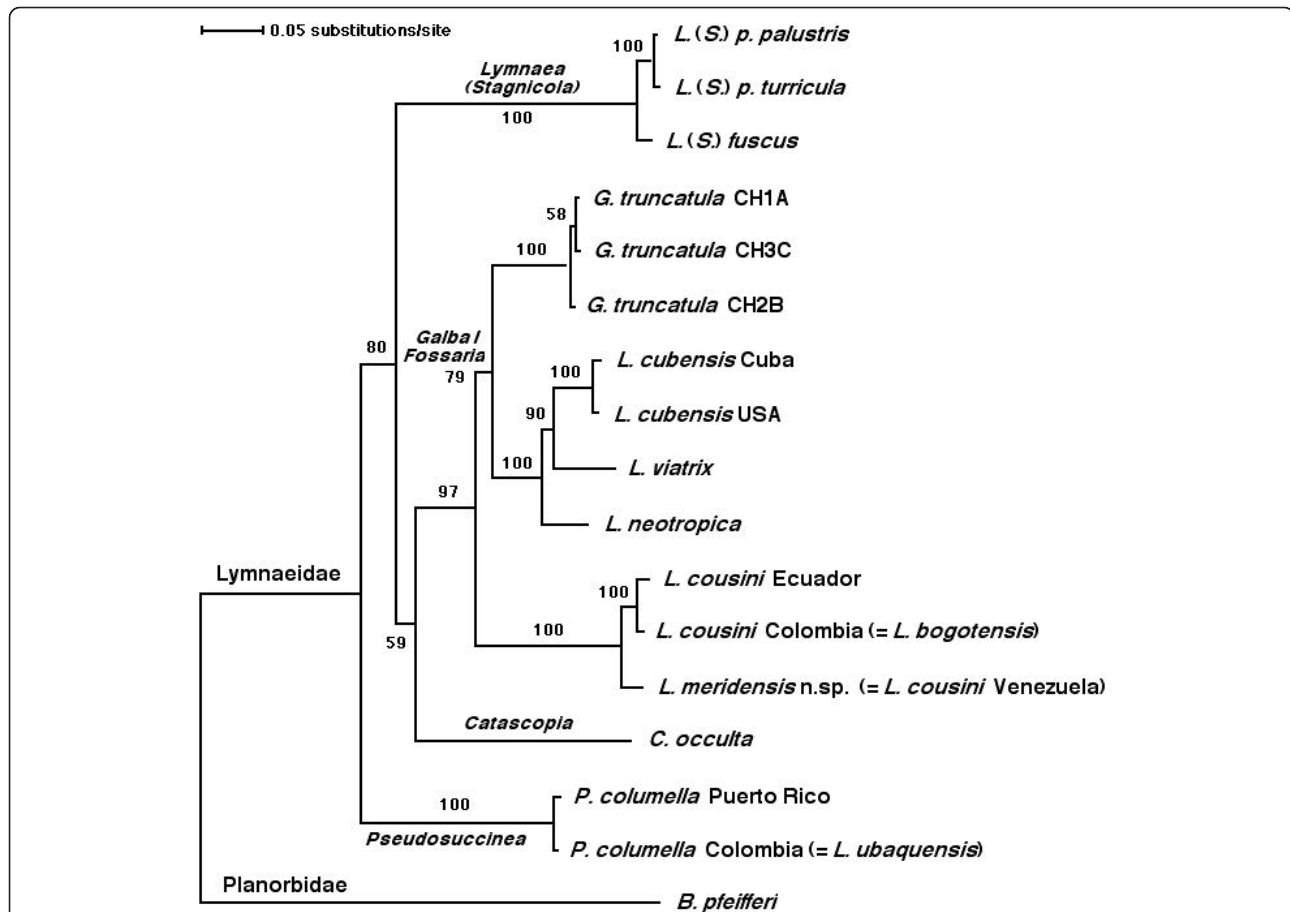 0.05 substitutions/site
100
L. (S.) p. palustris
Lymnaea
(Stagnicola)
100
L. (S.) p. turricula
L. (S.) fuscus
58
G. truncatula CH1A
100
G. truncatula CH3C
G. truncatula CH2B
80
Galba/
Fossaria
79
100
L. cubensis Cuba
90
L. cubensis USA
100
L. viatrix
97
L. neotropica
Lymnaeidae
100
L. cousini Ecuador
59
100
L. cousini Colombia (= L. bogotensis)
L. meridensis n.sp. (= L. cousini Venezuela)
Catascopia
C. occulta
100
P. columella Puerto Rico
Pseudosuccinea
P. columella Colombia (= L. ubaquensis)
Planorbidae
B. pfeifferi